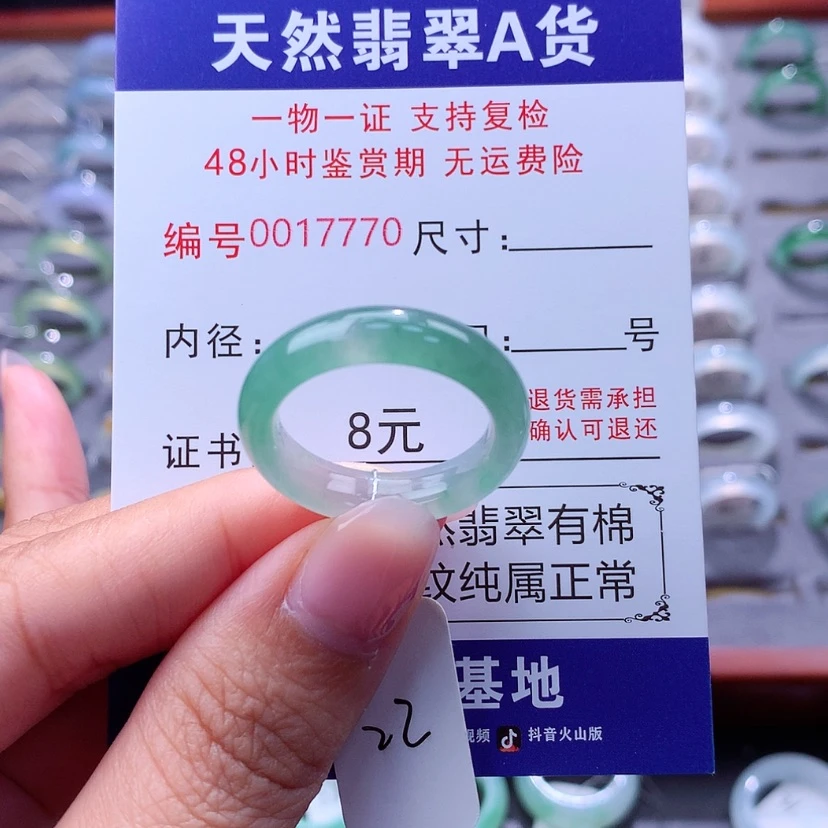 天然翡翠A货
一物一证 支持复检
48小时鉴赏期 无运费险
编号0017770 尺寸:
内径: : 号
退货需承担
确认可退还
证书 8元
翡翠有棉
纹纯属正常
基地
视频 抖音火山版
22